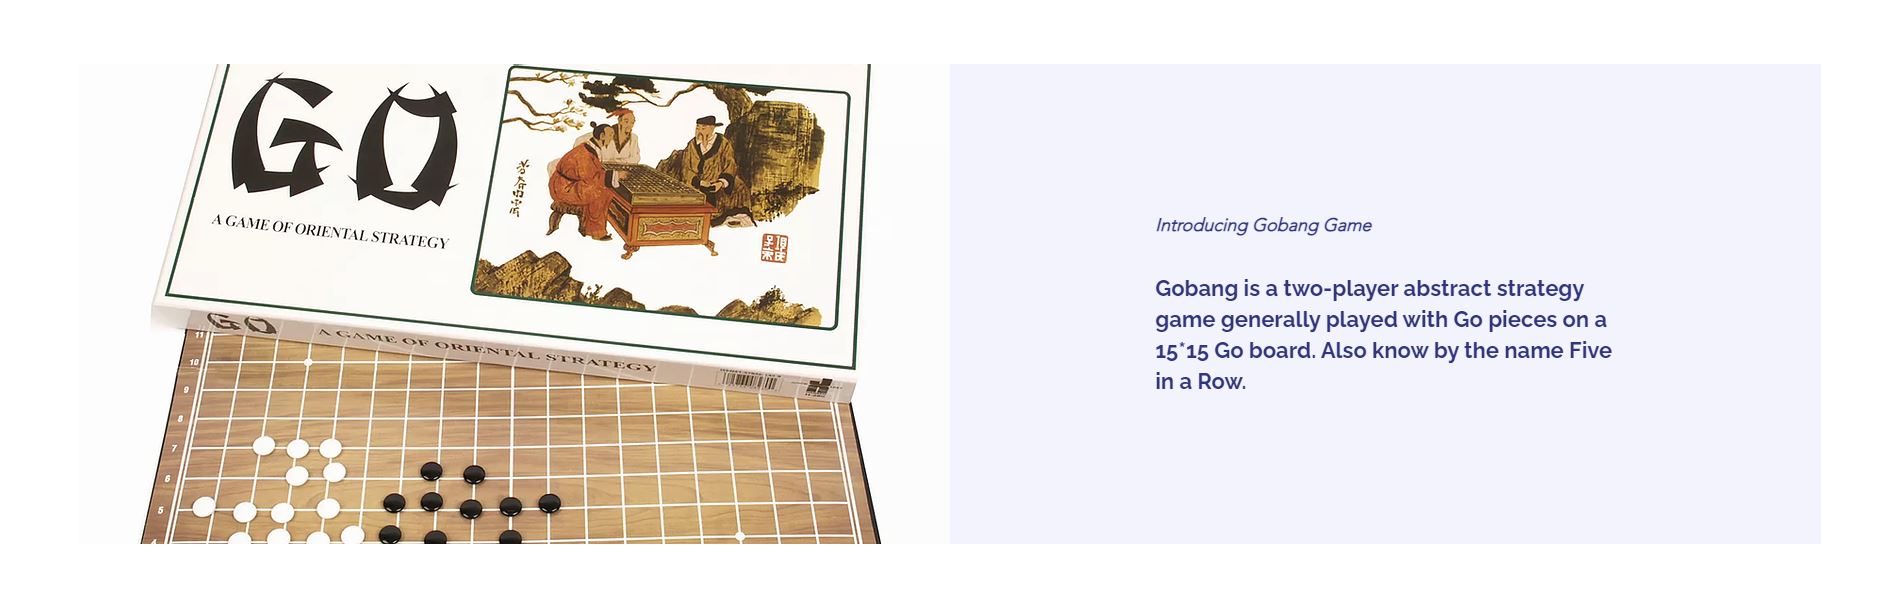 GO
A GAME OF ORIENTAL STRATEGY
GO
A GAME OF ORIENTAL STRATEGY
11
10
9
8
7
6
5
Introducing Gobang Game
Gobang is a two-player abstract strategy
game generally played with Go pieces on a
15*15 Go board. Also know by the name Five
in a Row.